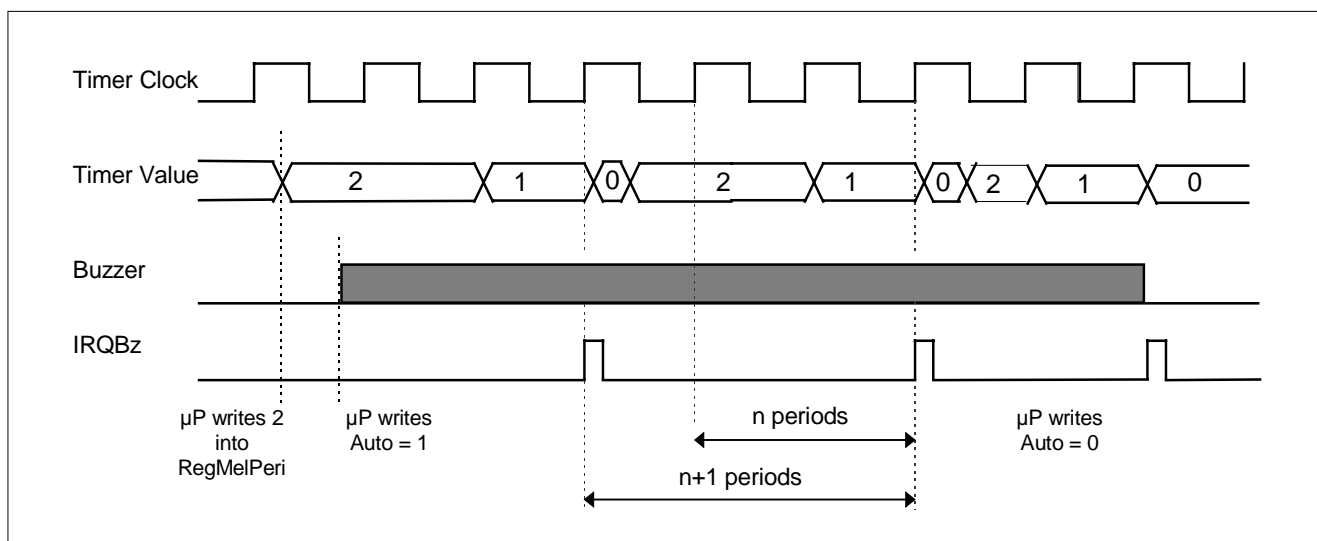 Timer Clock
Timer Value
2
1
0
2
1
0
2
1
0
Buzzer
IRQBz
µP writes 2
into
RegMelPeri
µP writes
Auto = 1
n periods
n+1 periods
µP writes
Auto = 0